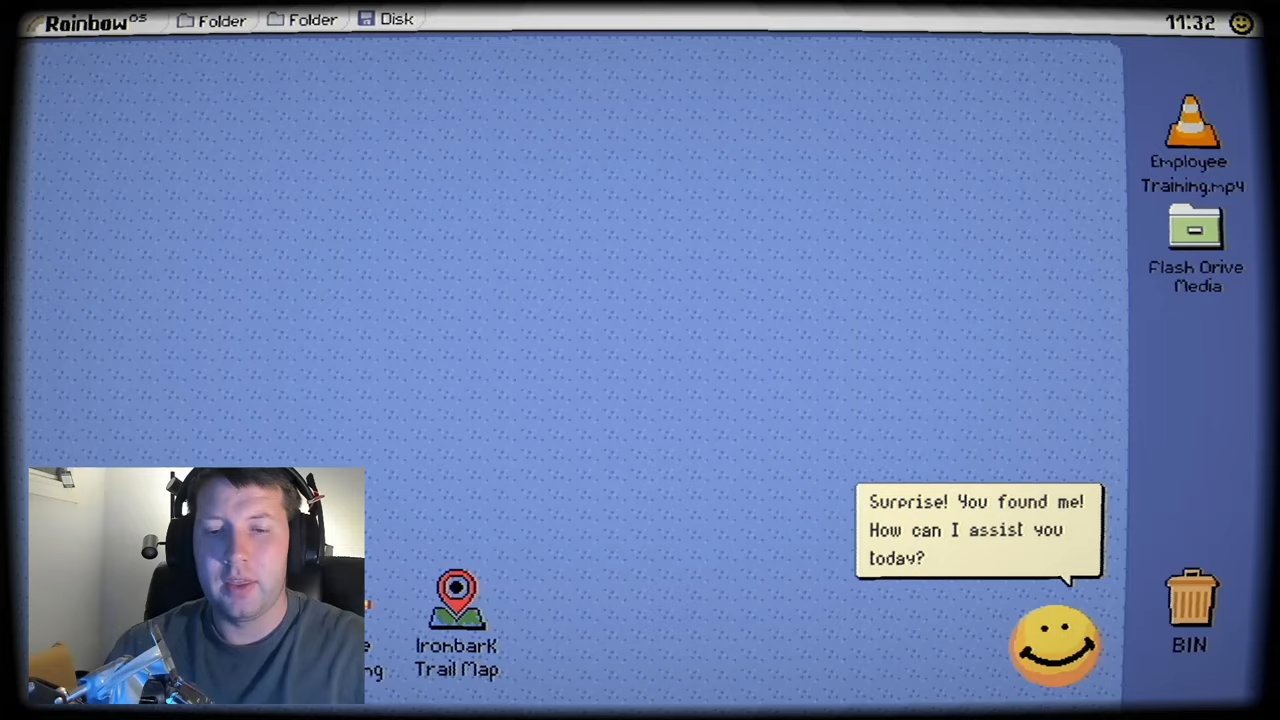 Rainbow OS
Folder
Folder
Disk
11:32
Employee
Training.mp4
Flash Drive
Media
Surprise! You found me!
How can I assist you
today?
Ironbark
Trail Map
BIN